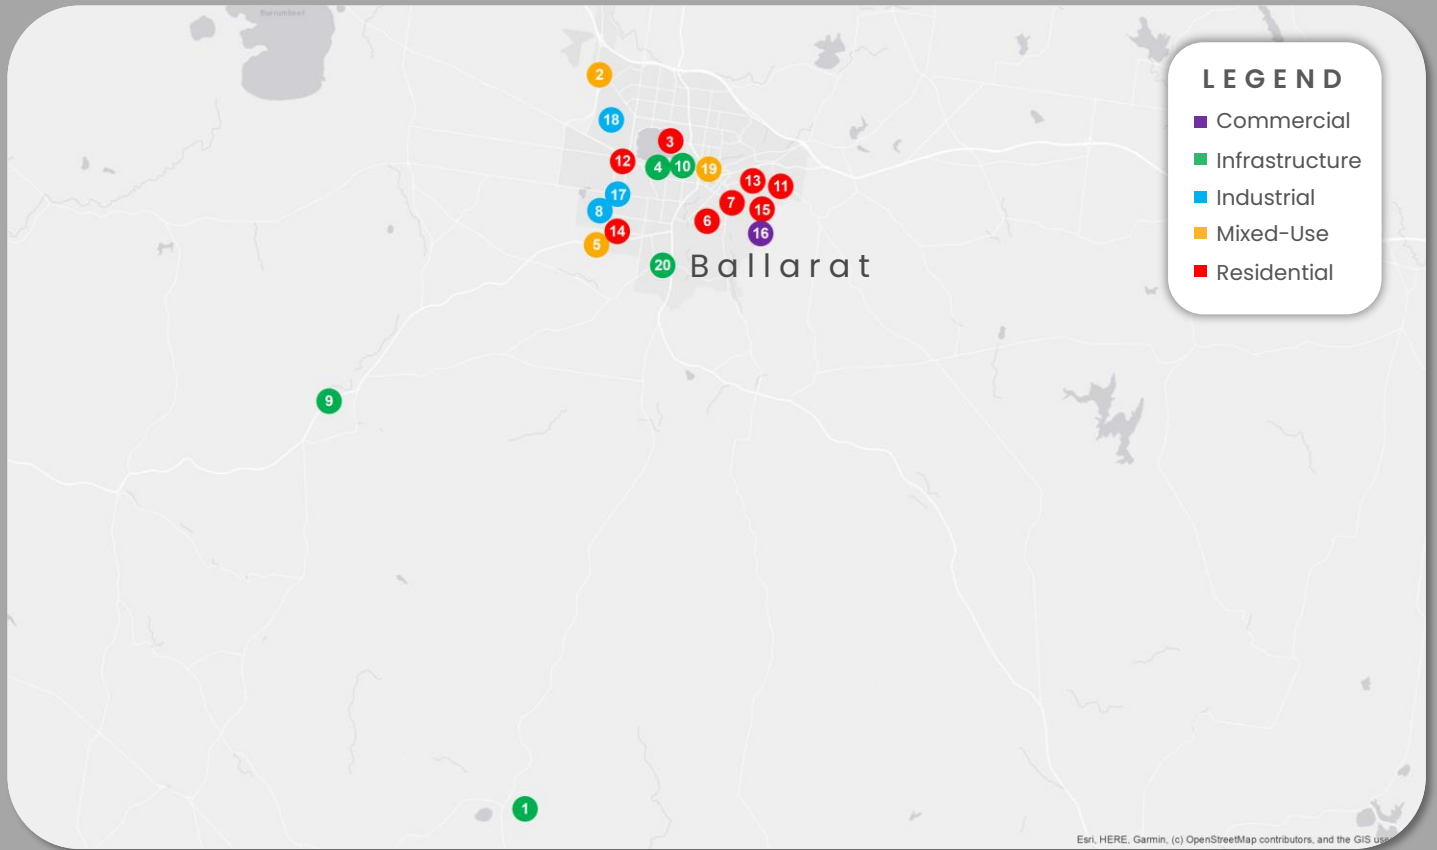 Burrumbeet
LEGEND
Commercial
Infrastructure
Industrial
Mixed-Use
Residential
2
18
3
12
4
10
19
13
11
17
7
8
15
6
14
16
5
20
Ballarat
9
1
Esri, HERE, Garmin, (c) OpenStreetMap contributors, and the GIS use